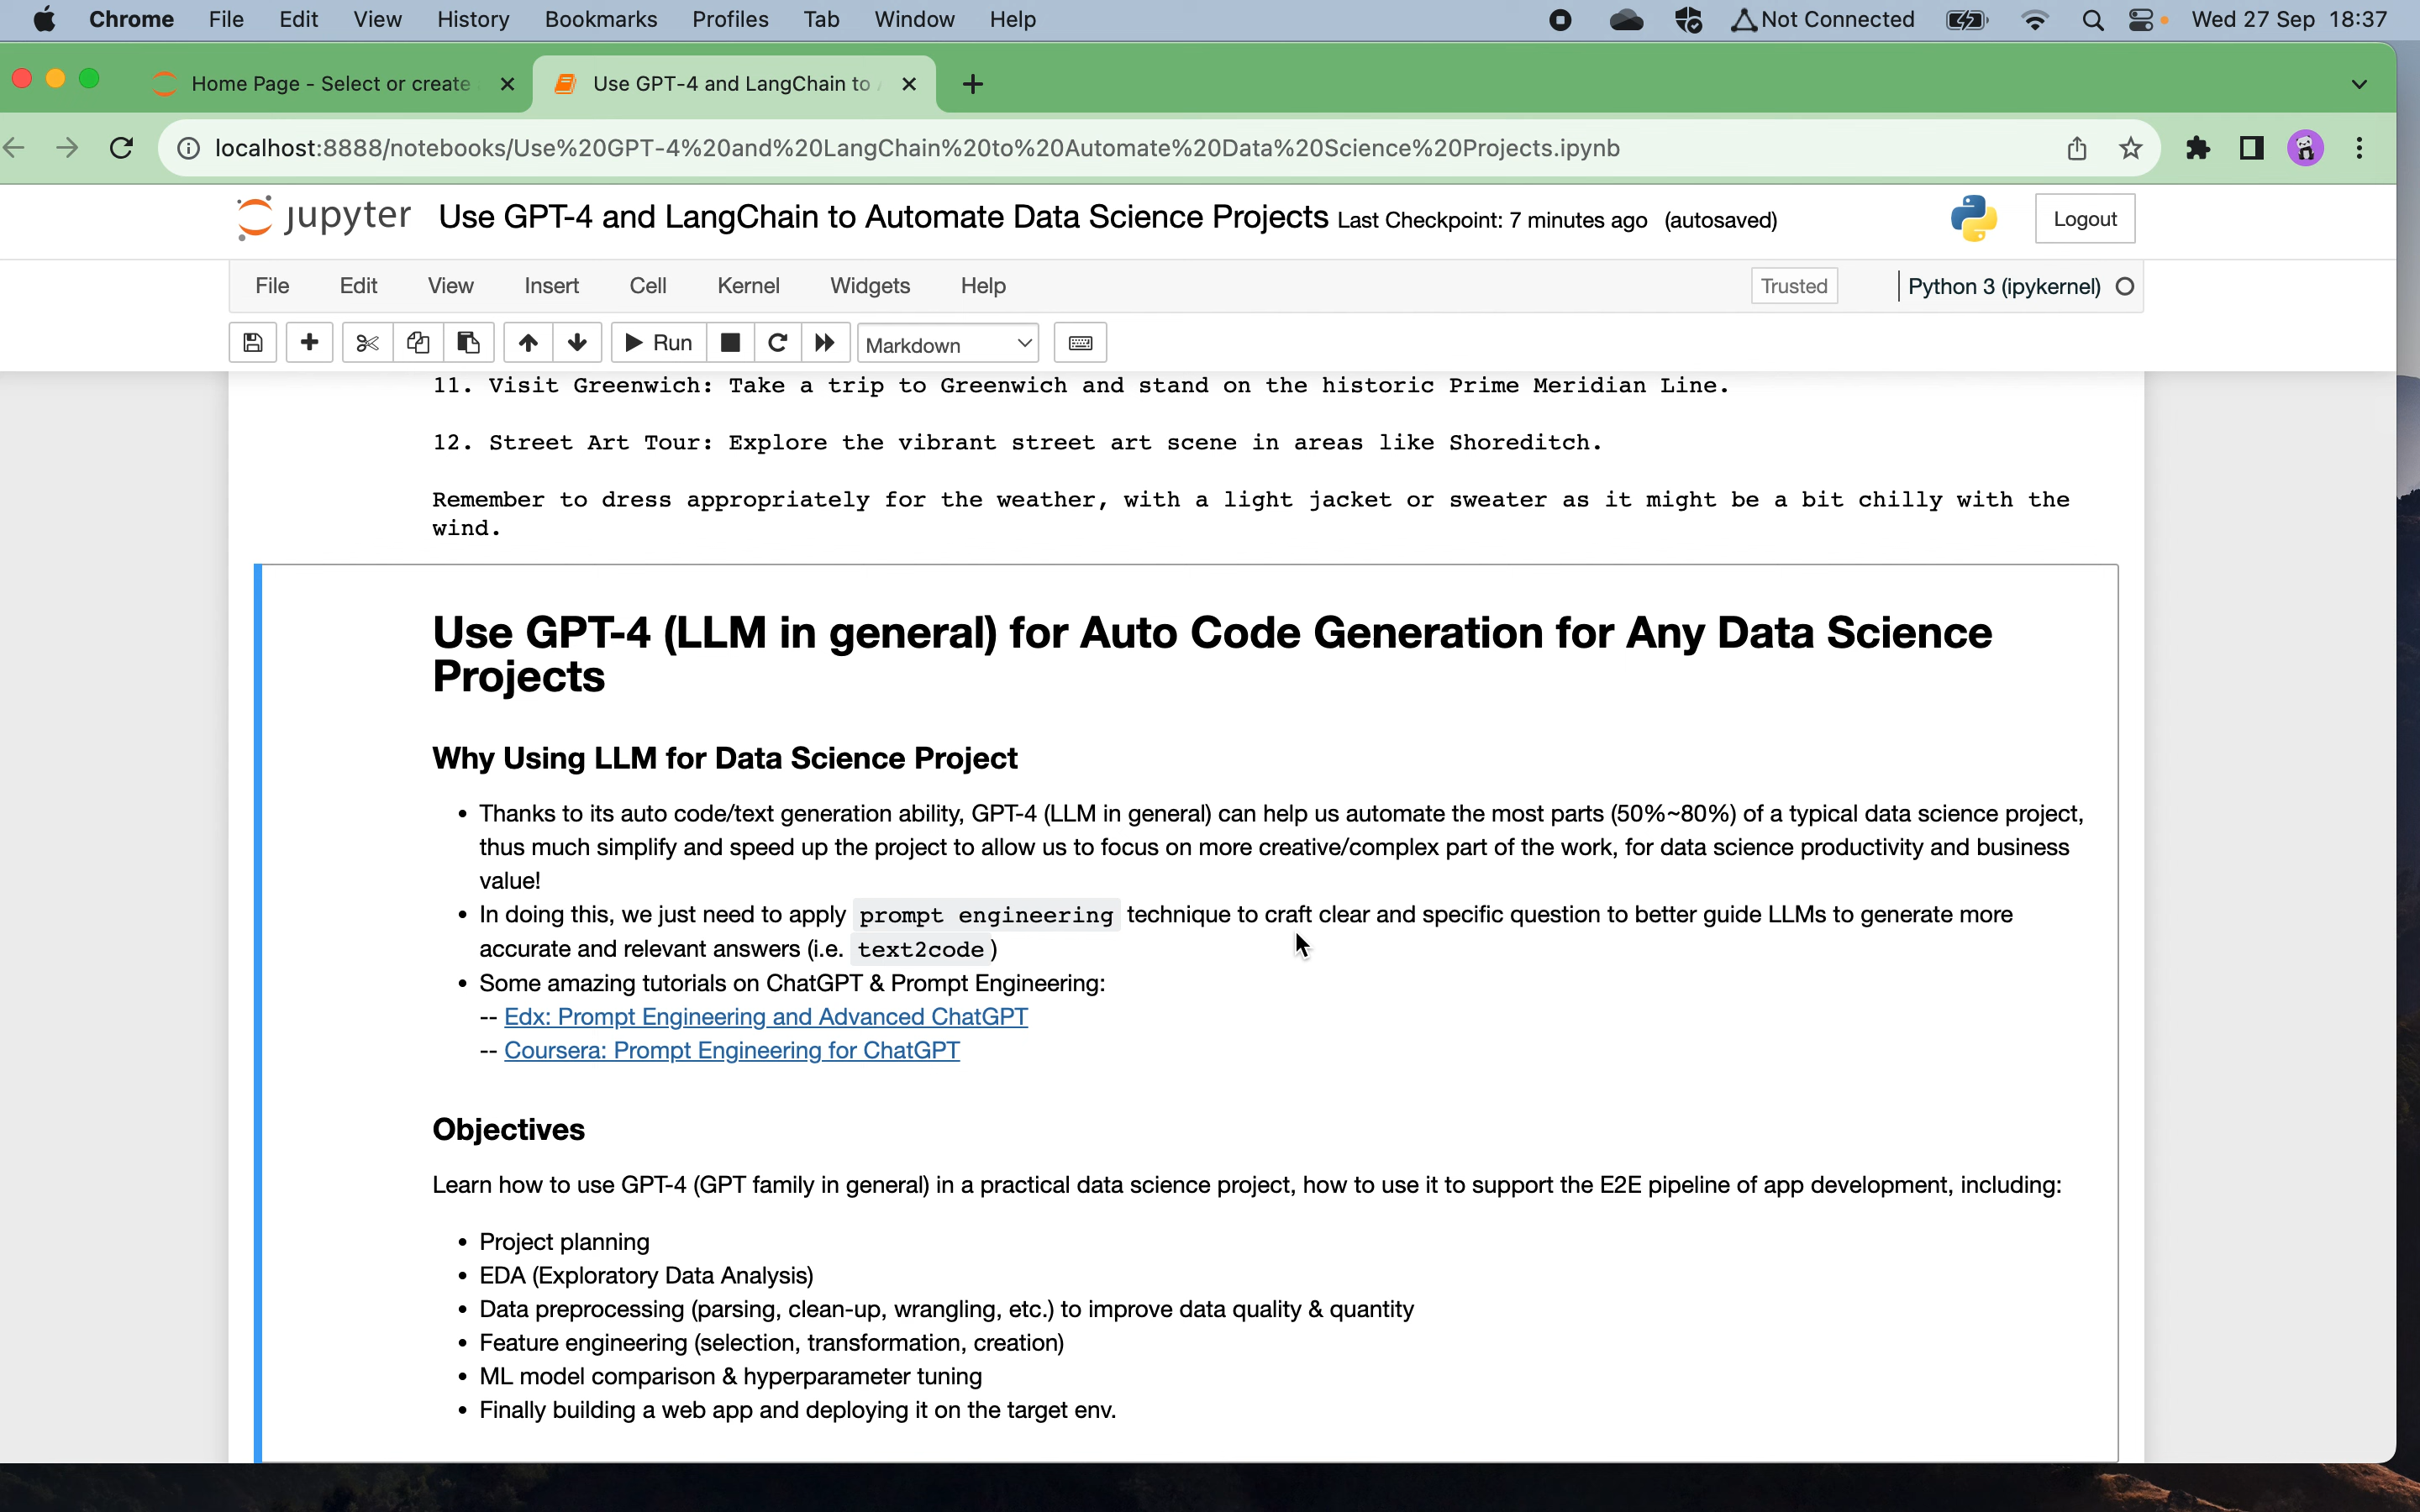 Chrome File Edit View History Bookmarks Profiles Tab Window Help Not Connected Wed 27 Sep 18:37
Home Page - Select or create Use GPT-4 and LangChain to
localhost:8888/notebooks/Use%20GPT-4%20and%20LangChain%20to%20Automate%20Data%20Science%20Projects.ipynb
jupyter Use GPT-4 and LangChain to Automate Data Science Projects Last Checkpoint: 7 minutes ago (autosaved) Logout
File Edit View Insert Cell Kernel Widgets Help Trusted Python 3 (ipykernel)
Run Markdown
11. Visit Greenwich: Take a trip to Greenwich and stand on the historic Prime Meridian Line.
12. Street Art Tour: Explore the vibrant street art scene in areas like Shoreditch.
Remember to dress appropriately for the weather, with a light jacket or sweater as it might be a bit chilly with the
wind.
Use GPT-4 (LLM in general) for Auto Code Generation for Any Data Science
Projects
Why Using LLM for Data Science Project
• Thanks to its auto code/text generation ability, GPT-4 (LLM in general) can help us automate the most parts (50%~80%) of a typical data science project,
thus much simplify and speed up the project to allow us to focus on more creative/complex part of the work, for data science productivity and business
value!
• In doing this, we just need to apply prompt engineering technique to craft clear and specific question to better guide LLMs to generate more
accurate and relevant answers (i.e. text2code)
• Some amazing tutorials on ChatGPT & Prompt Engineering:
-- Edx: Prompt Engineering and Advanced ChatGPT
-- Coursera: Prompt Engineering for ChatGPT
Objectives
Learn how to use GPT-4 (GPT family in general) in a practical data science project, how to use it to support the E2E pipeline of app development, including:
• Project planning
• EDA (Exploratory Data Analysis)
• Data preprocessing (parsing, clean-up, wrangling, etc.) to improve data quality & quantity
• Feature engineering (selection, transformation, creation)
• ML model comparison & hyperparameter tuning
• Finally building a web app and deploying it on the target env.